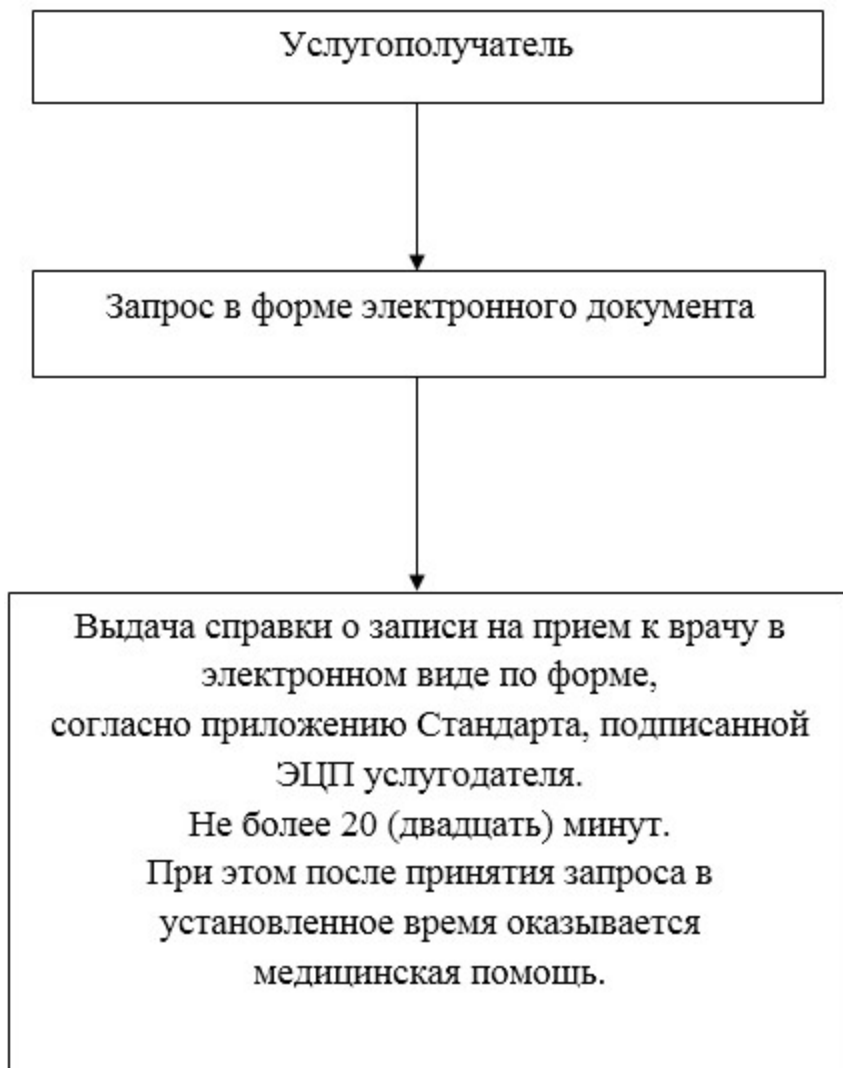 Услугополучатель
Запрос в форме электронного документа
Выдача справки о записи на прием к врачу в
электронном виде по форме,
согласно приложению Стандарта, подписанной
ЭЦП услугодателя.
Не более 20 (двадцать) минут.
При этом после принятия запроса в
установленное время оказывается
медицинская помощь.